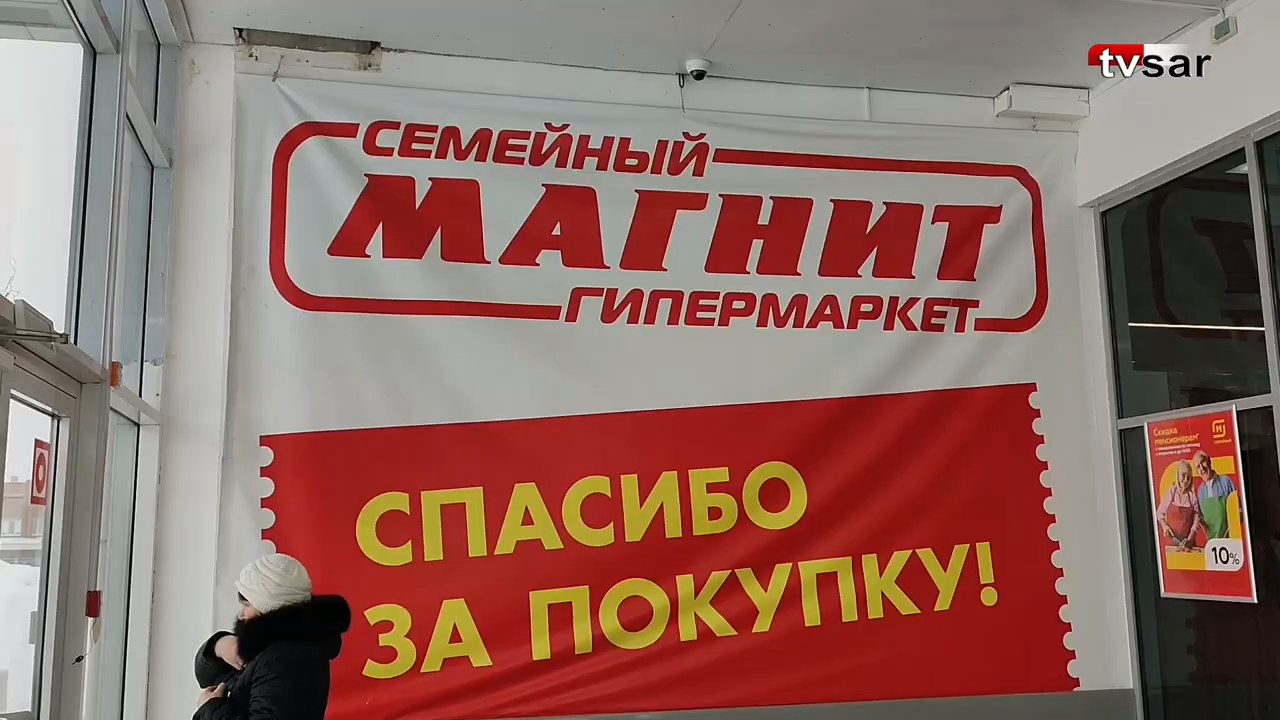 tvsar
СЕМЕЙНЫЙ
МАГНИТ
ГИПЕРМАРКЕТ
СПАСИБО
ЗА ПОКУПКУ!
Скидка
пенсионерам
10%